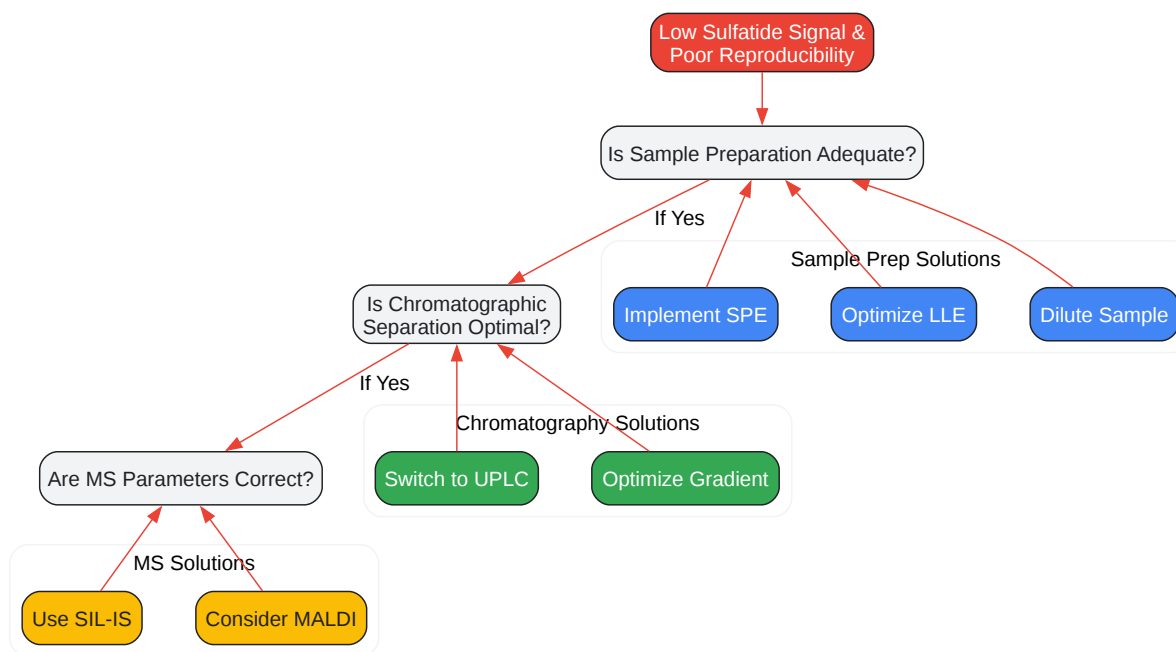 Low Sulfatide Signal &
Poor Reproducibility
Is Sample Preparation Adequate?
If Yes
Sample Prep Solutions
Is Chromatographic
Separation Optimal?
Implement SPE
Optimize LLE
Dilute Sample
If Yes
Chromatography Solutions
Are MS Parameters Correct?
Switch to UPLC
Optimize Gradient
MS Solutions
Use SIL-IS
Consider MALDI